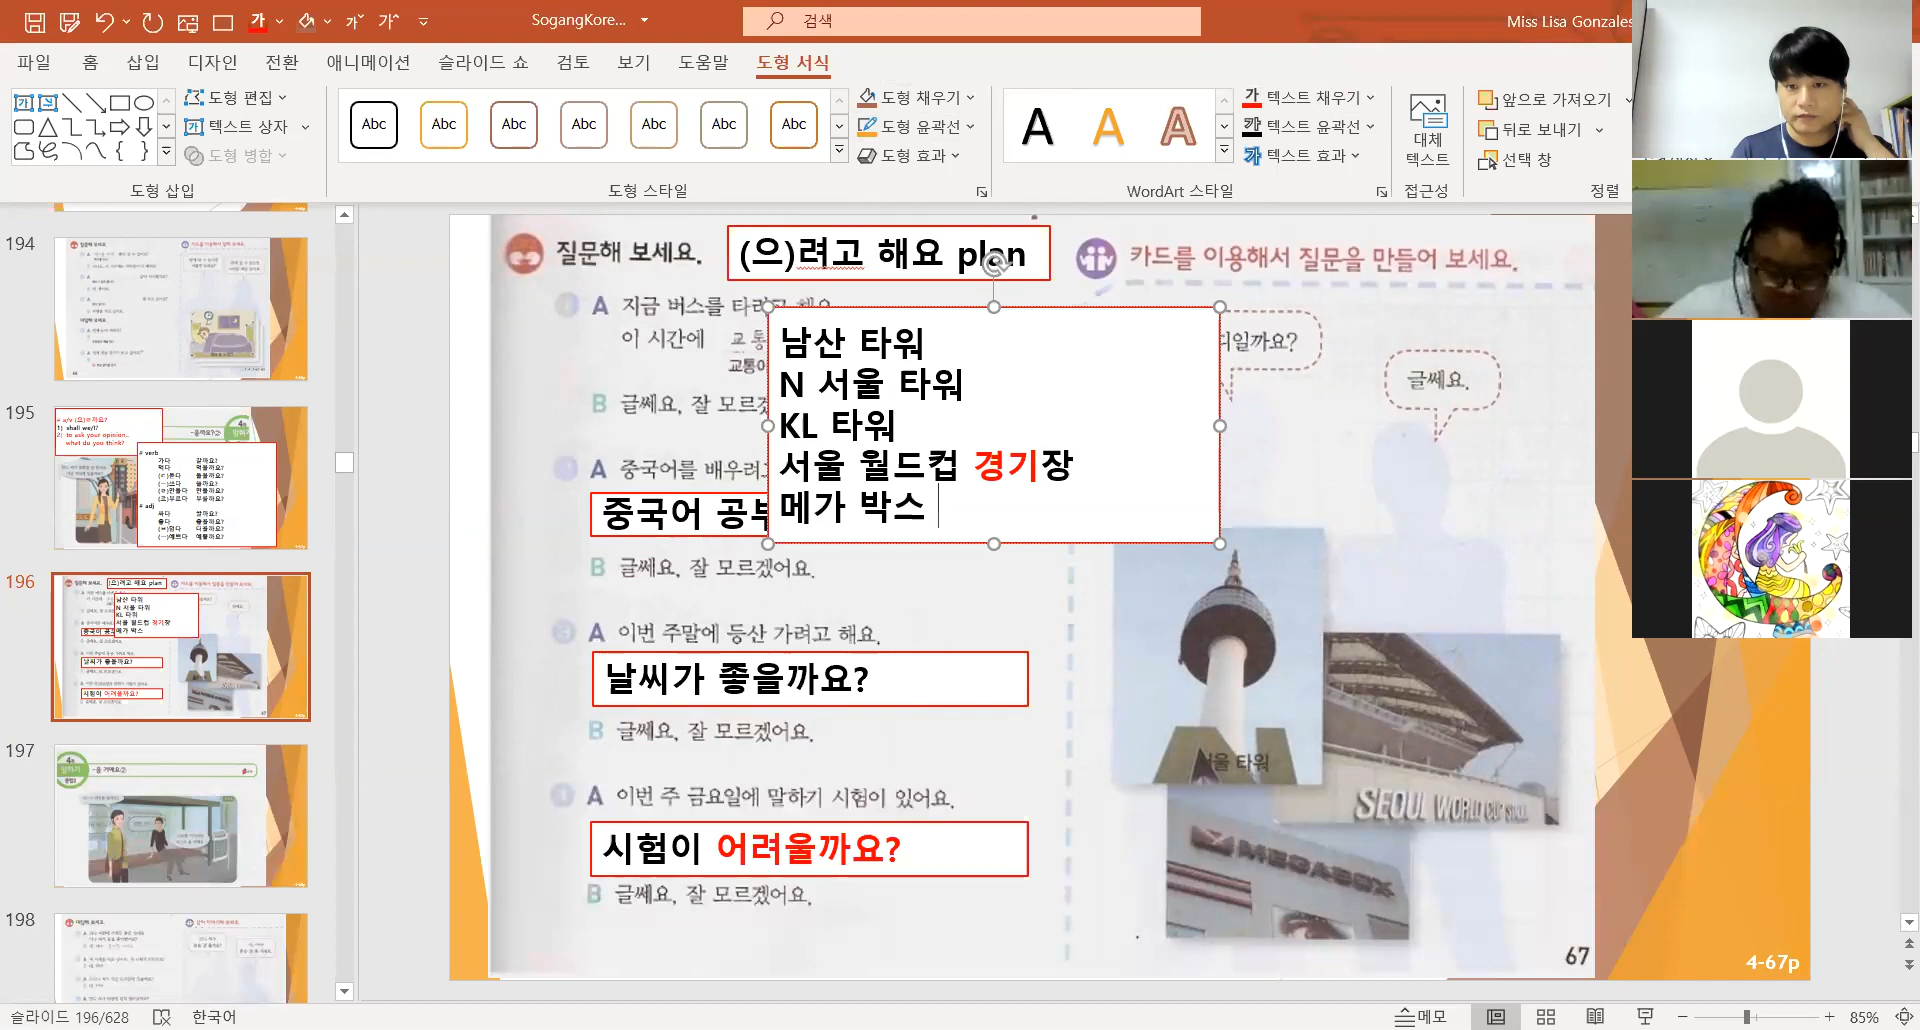 SogangKore...
검색
Miss Lisa Gonzales
파일 홈 삽입 디자인 전환 애니메이션 슬라이드 쇼 검토 보기 도움말 도형 서식
도형 편집
텍스트 상자
도형 병합
도형 삽입
Abc Abc Abc Abc Abc Abc Abc
도형 채우기
도형 윤곽선
도형 효과
도형 스타일
A A A
텍스트 채우기
텍스트 윤곽선
텍스트 효과
WordArt 스타일
대체
텍스트
접근성
앞으로 가져오기
뒤로 보내기
선택 창
정렬
194
195
196
197
198
질문해 보세요.
(으)려고 해요 plan
카드를 이용해서 질문을 만들어 보세요.
A 지금 버스를 타려고 해요
이 시간에 교통
B 글쎄요, 잘 모르겠
남산 타워
N 서울 타워
KL 타워
서울 월드컵 경기장
메가 박스
디일까요?
글쎄요.
A 중국어를 배우려고
중국어 공부
B 글쎄요, 잘 모르겠어요.
3 A 이번 주말에 등산 가려고 해요.
날씨가 좋을까요?
B 글쎄요, 잘 모르겠어요.
A 이번 주 금요일에 말하기 시험이 있어요.
시험이 어려울까요?
B 글쎄요, 잘 모르겠어요.
서울 타워
SEOUL WORLD CUP STADIUM
MEGABOX
67
4-67p
슬라이드 196/628
한국어
메모
85%